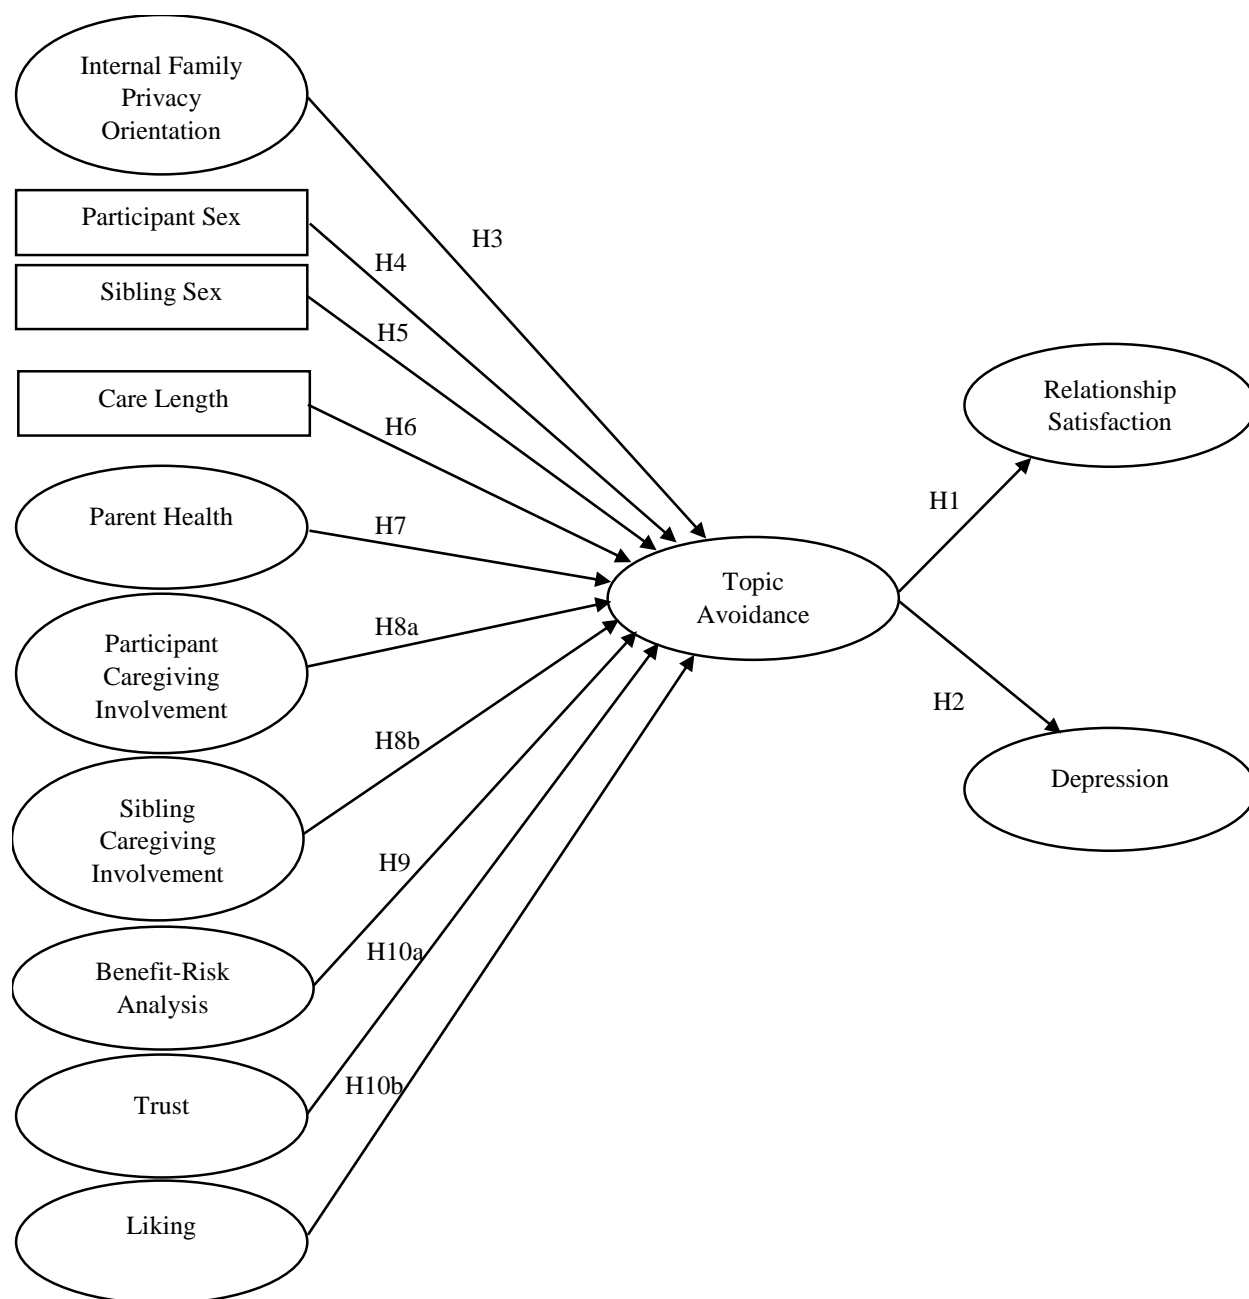 Internal Family
Privacy
Orientation
Participant Sex
H3
H4
Sibling Sex
H5
Care Length
H6
Relationship
Satisfaction
Parent Health
H7
H1
Topic
Avoidance
Participant
Caregiving
Involvement
H8a
H2
H8b
Depression
Sibling
Caregiving
Involvement
H9
H10a
Benefit-Risk
Analysis
H10b
Trust
Liking